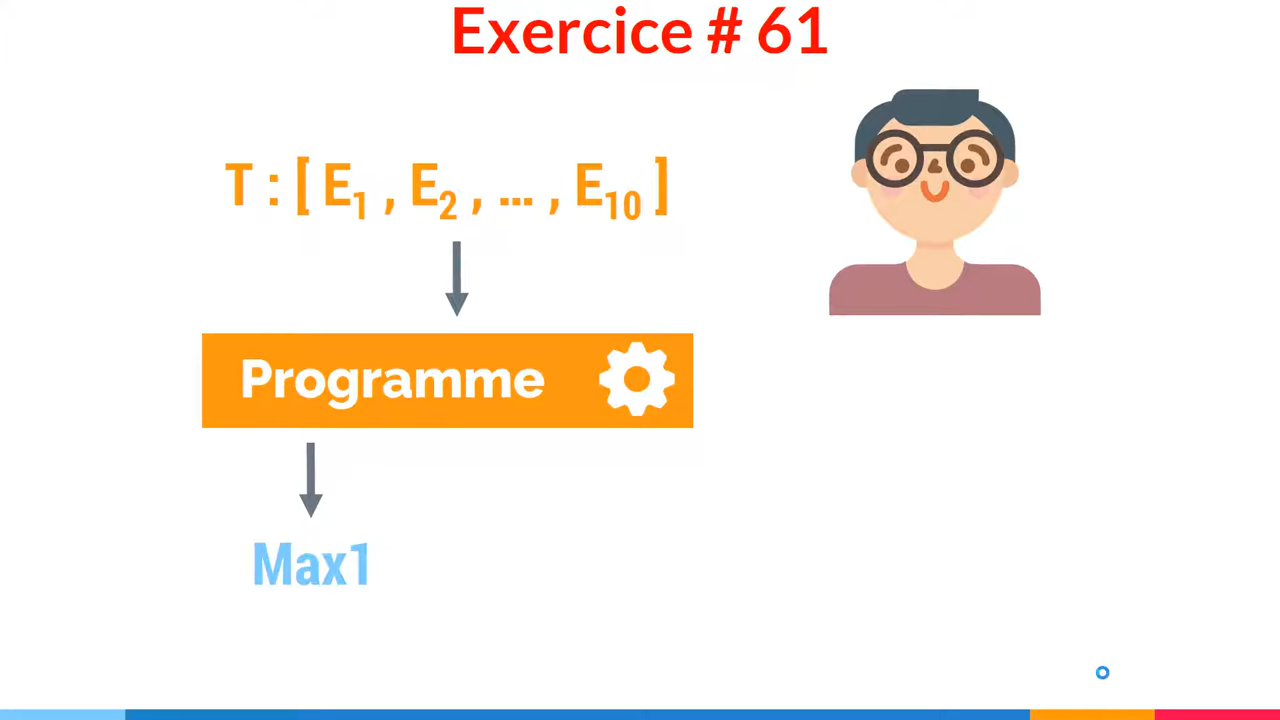 Exercice # 61
T : [ E1 , E2 , ... , E10 ]
Programme
Max1